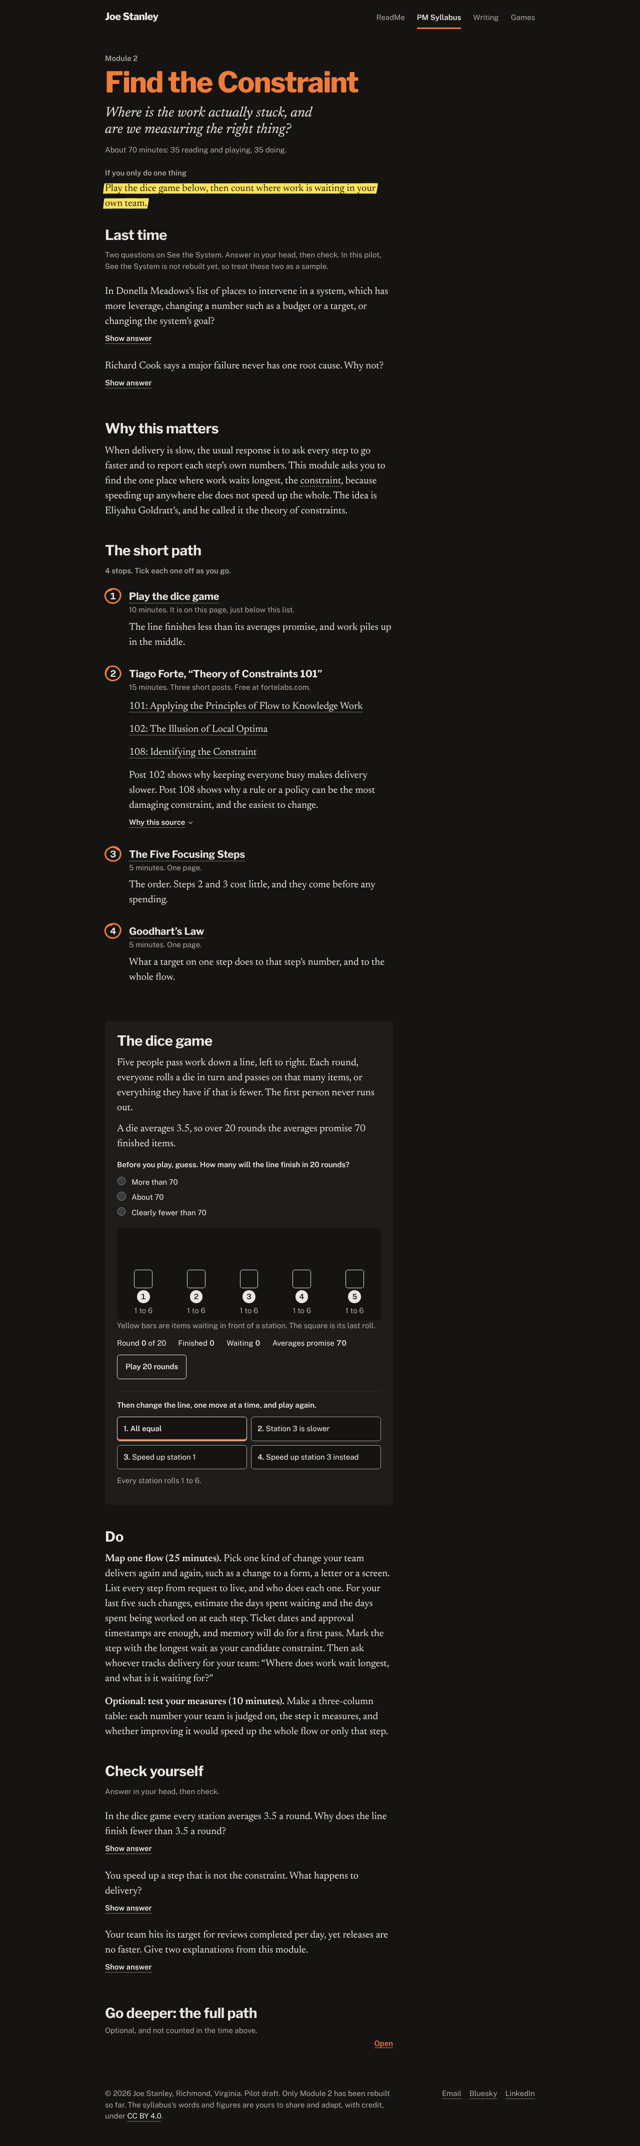 Joe Stanley
ReadMe PM Syllabus Writing Games
Module 2
Find the Constraint
Where is the work actually stuck, and
are we measuring the right thing?
About 70 minutes: 35 reading and playing, 35 doing.
If you only do one thing
Play the dice game below, then count where work is waiting in your
own team.
Last time
Two questions on See the System. Answer in your head, then check. In this pilot,
See the System is not rebuilt yet, so treat these two as a sample.
In Donella Meadows’s list of places to intervene in a system, which has
more leverage, changing a number such as a budget or a target, or
changing the system’s goal?
Show answer
Richard Cook says a major failure never has one root cause. Why not?
Show answer
Why this matters
When delivery is slow, the usual response is to ask every step to go
faster and to report each step’s own numbers. This module asks you to
find the one place where work waits longest, the constraint, because
speeding up anywhere else does not speed up the whole. The idea is
Eliyahu Goldratt’s, and he called it the theory of constraints.
The short path
4 stops. Tick each one off as you go.
1 Play the dice game
10 minutes. It is on this page, just below this list.
The line finishes less than its averages promise, and work piles up
in the middle.
2 Tiago Forte, “Theory of Constraints 101”
15 minutes. Three short posts. Free at fortelabs.com.
101: Applying the Principles of Flow to Knowledge Work
102: The Illusion of Local Optima
108: Identifying the Constraint
Post 102 shows why keeping everyone busy makes delivery
slower. Post 108 shows why a rule or a policy can be the most
damaging constraint, and the easiest to change.
Why this source
3 The Five Focusing Steps
5 minutes. One page.
The order. Steps 2 and 3 cost little, and they come before any
spending.
4 Goodhart’s Law
5 minutes. One page.
What a target on one step does to that step’s number, and to the
whole flow.
The dice game
Five people pass work down a line, left to right. Each round,
everyone rolls a die in turn and passes on that many items, or
everything they have if that is fewer. The first person never runs
out.
A die averages 3.5, so over 20 rounds the averages promise 70
finished items.
Before you play, guess. How many will the line finish in 20 rounds?
More than 70
About 70
Clearly fewer than 70
1 2 3 4 5
1 to 6 1 to 6 1 to 6 1 to 6 1 to 6
Yellow bars are items waiting in front of a station. The square is its last roll.
Round 0 of 20 Finished 0 Waiting 0 Averages promise 70
Play 20 rounds
Then change the line, one move at a time, and play again.
1. All equal 2. Station 3 is slower
3. Speed up station 1 4. Speed up station 3 instead
Every station rolls 1 to 6.
Do
Map one flow (25 minutes). Pick one kind of change your team
delivers again and again, such as a change to a form, a letter or a screen.
List every step from request to live, and who does each one. For your
last five such changes, estimate the days spent waiting and the days
spent being worked on at each step. Ticket dates and approval
timestamps are enough, and memory will do for a first pass. Mark the
step with the longest wait as your candidate constraint. Then ask
whoever tracks delivery for your team: “Where does work wait longest,
and what is it waiting for?”
Optional: test your measures (10 minutes). Make a three-column
table: each number your team is judged on, the step it measures, and
whether improving it would speed up the whole flow or only that step.
Check yourself
Answer in your head, then check.
In the dice game every station averages 3.5 a round. Why does the line
finish fewer than 3.5 a round?
Show answer
You speed up a step that is not the constraint. What happens to
delivery?
Show answer
Your team hits its target for reviews completed per day, yet releases are
no faster. Give two explanations from this module.
Show answer
Go deeper: the full path
Optional, and not counted in the time above.
Open
© 2026 Joe Stanley, Richmond, Virginia. Pilot draft. Only Module 2 has been rebuilt
so far. The syllabus’s words and figures are yours to share and adapt, with credit,
under CC BY 4.0.
Email Bluesky LinkedIn